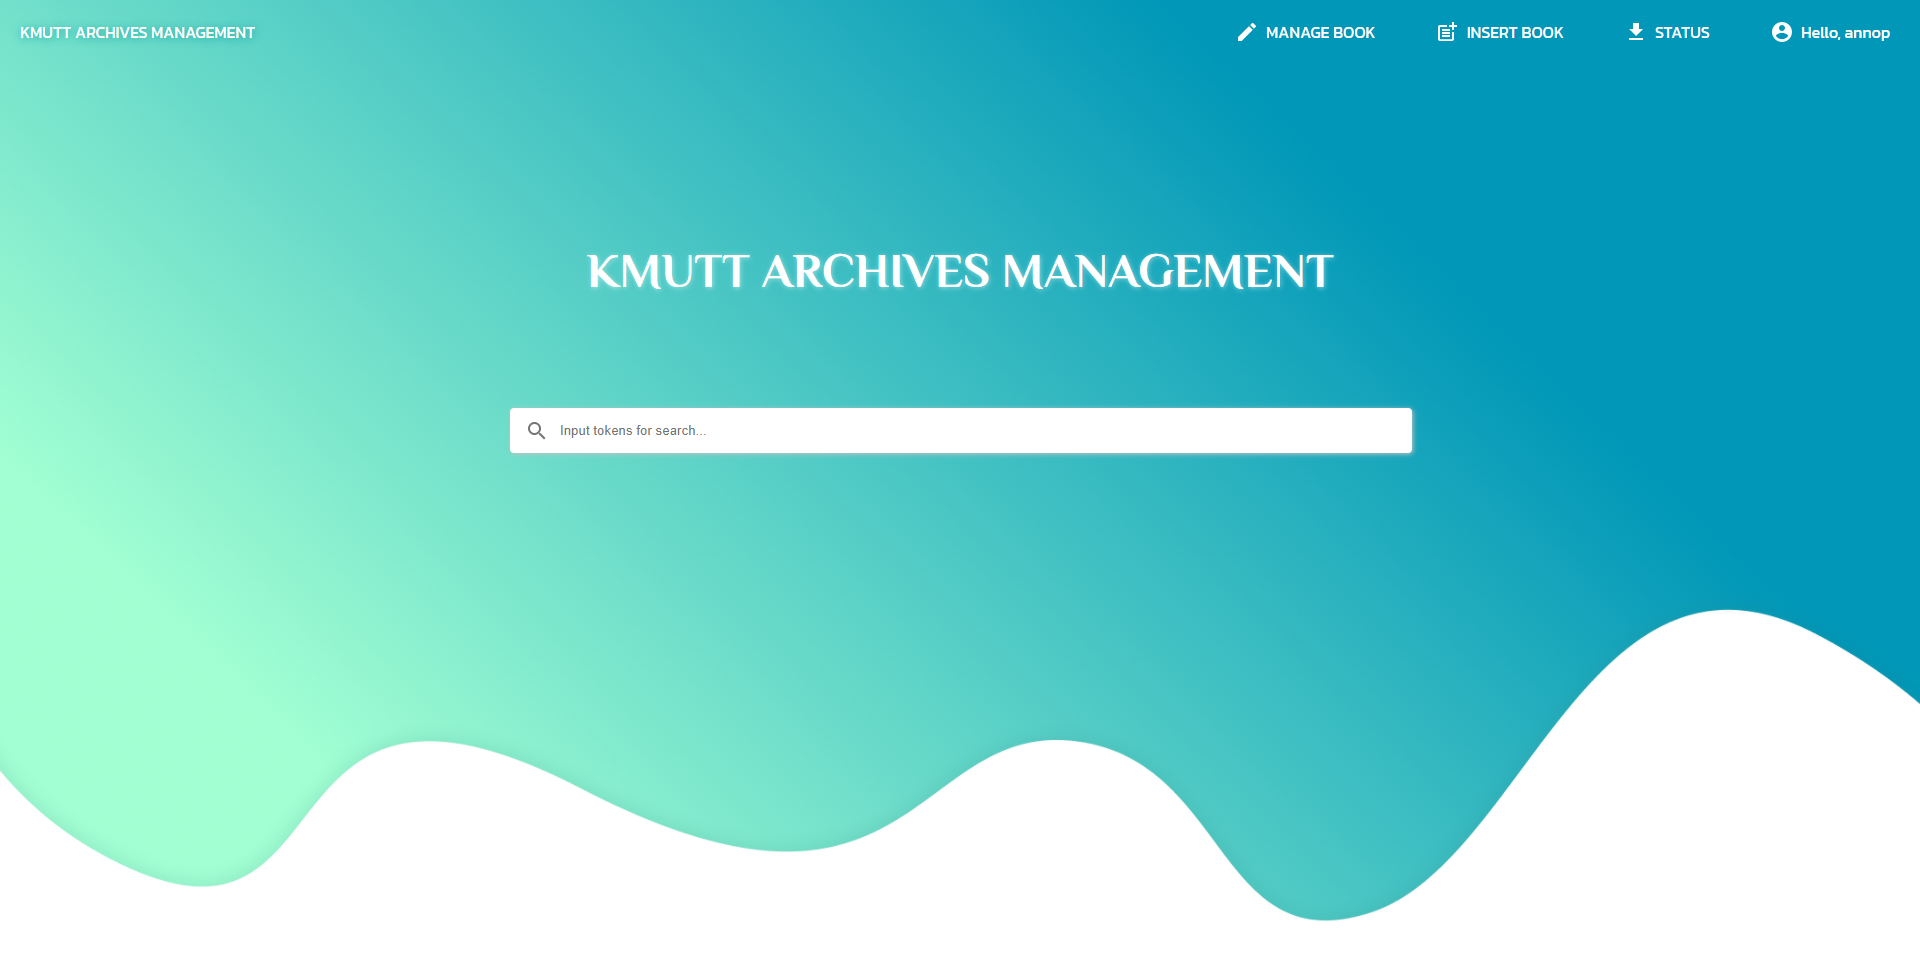 KMUTT ARCHIVES MANAGEMENT
MANAGE BOOK
INSERT BOOK
STATUS
Hello, annop
KMUTT ARCHIVES MANAGEMENT
Input tokens for search...